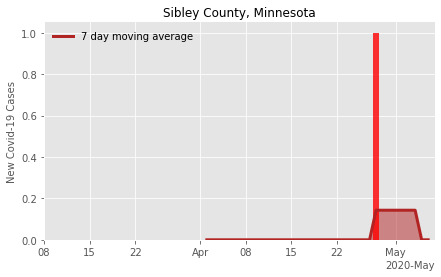 Sibley County, Minnesota
7 day moving average
New Covid-19 Cases
1.0
0.8
0.6
0.4
0.2
0.0
08 15 22 Apr 08 15 22 May
2020-May